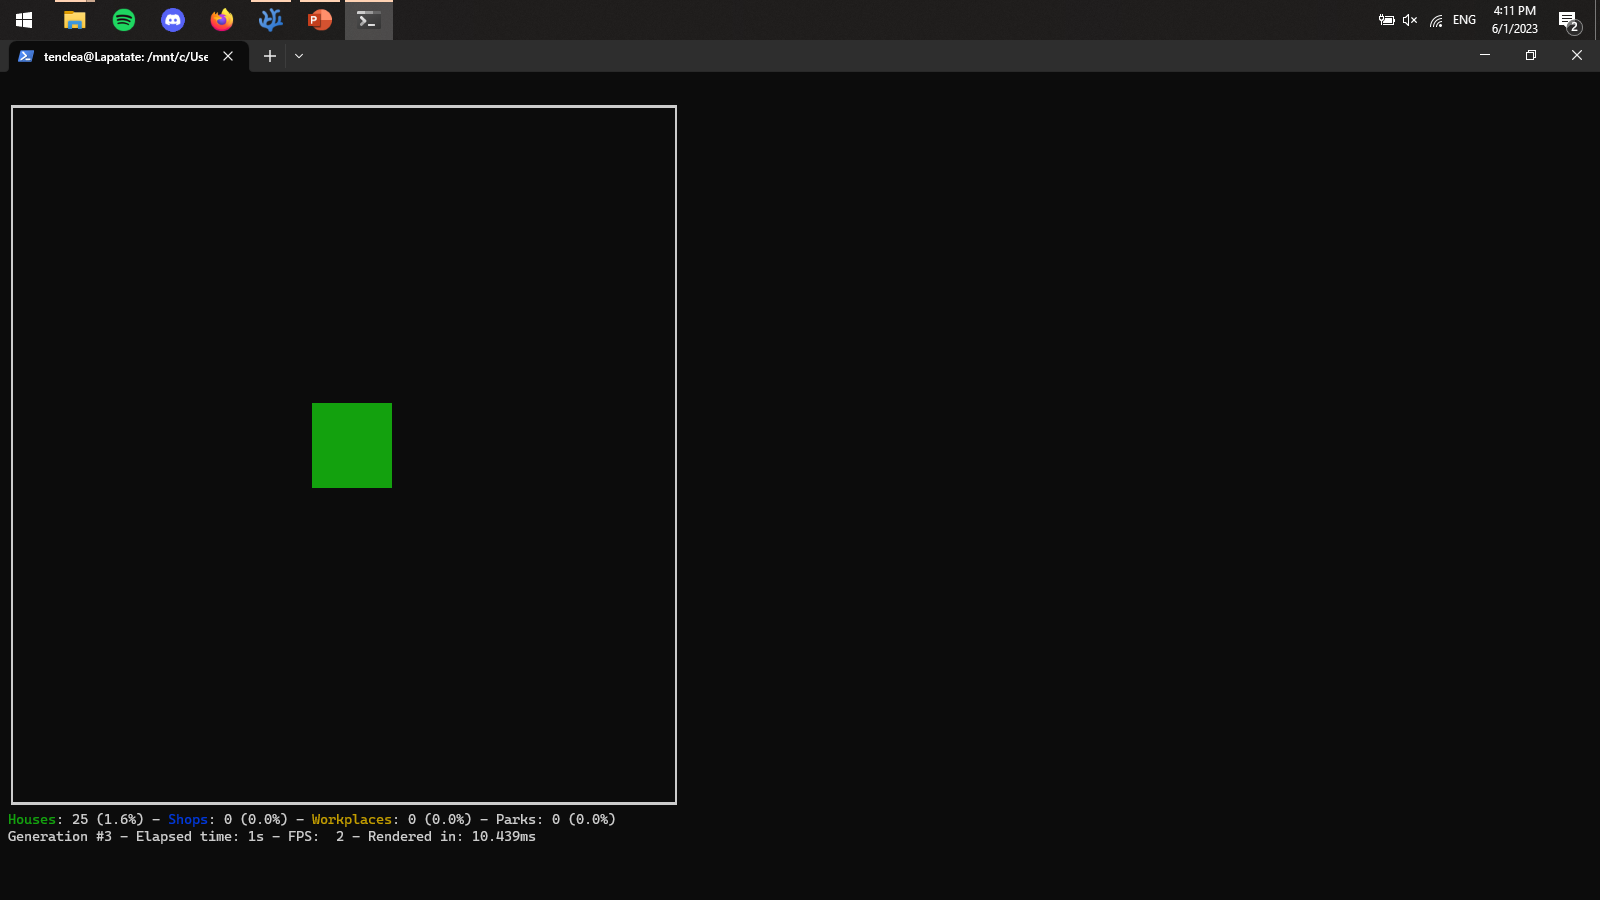 ENG
4:11 PM
6/1/2023
2
P
tenclea@Lapatate: /mnt/c/Use
Houses: 25 (1.6%) - Shops: 0 (0.0%) - Workplaces: 0 (0.0%) - Parks: 0 (0.0%)
Generation #3 - Elapsed time: 1s - FPS:  2 - Rendered in: 10.439ms